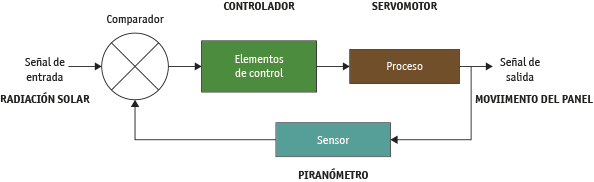 CONTROLADOR
SERVOMOTOR
Comparador
Señal de
entrada
RADIACIÓN SOLAR
Elementos
de control
Proceso
Señal de
salida
MOVIIMENTO DEL PANEL
Sensor
PIRANÓMETRO